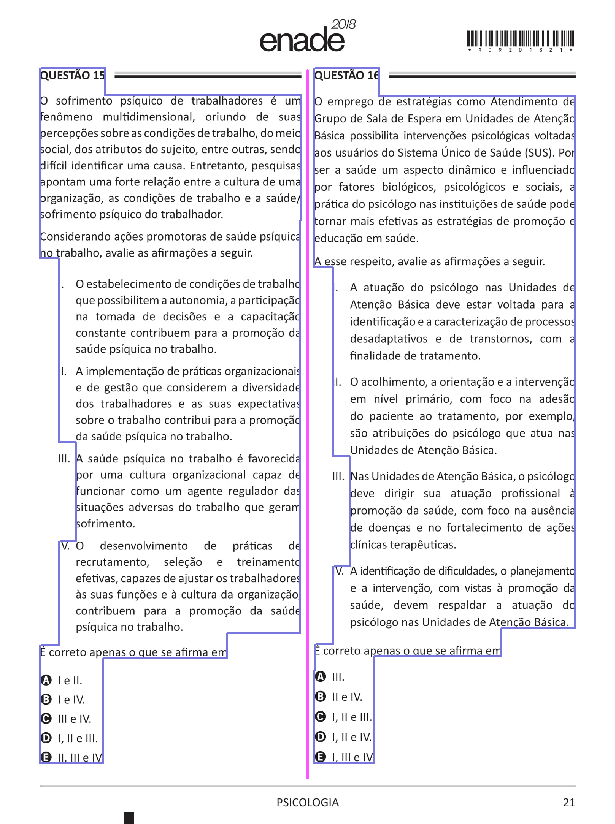 enade2018
*R0920182​1*
QUESTÃO 15
O sofrimento psíquico de trabalhadores é um
fenômeno multidimensional, oriundo de suas
percepções sobre as condições de trabalho, do meio
social, dos atributos do sujeito, entre outras, sendo
difícil identificar uma causa. Entretanto, pesquisas
apontam uma forte relação entre a cultura de uma
organização, as condições de trabalho e a saúde/
sofrimento psíquico do trabalhador.
Considerando ações promotoras de saúde psíquica
no trabalho, avalie as afirmações a seguir.
I. O estabelecimento de condições de trabalho
que possibilitem a autonomia, a participação
na tomada de decisões e a capacitação
constante contribuem para a promoção da
saúde psíquica no trabalho.
II. A implementação de práticas organizacionais
e de gestão que considerem a diversidade
dos trabalhadores e as suas expectativas
sobre o trabalho contribui para a promoção
da saúde psíquica no trabalho.
III. A saúde psíquica no trabalho é favorecida
por uma cultura organizacional capaz de
funcionar como um agente regulador das
situações adversas do trabalho que geram
sofrimento.
IV. O desenvolvimento de práticas de
recrutamento, seleção e treinamento
efetivas, capazes de ajustar os trabalhadores
às suas funções e à cultura da organização,
contribuem para a promoção da saúde
psíquica no trabalho.
É correto apenas o que se afirma em
A I e II.
B I e IV.
C III e IV.
D I, II e III.
E II, III e IV
QUESTÃO 16
O emprego de estratégias como Atendimento de
Grupo de Sala de Espera em Unidades de Atenção
Básica possibilita intervenções psicológicas voltadas
aos usuários do Sistema Único de Saúde (SUS). Por
ser a saúde um aspecto dinâmico e influenciado
por fatores biológicos, psicológicos e sociais, a
prática do psicólogo nas instituições de saúde pode
tornar mais efetivas as estratégias de promoção e
educação em saúde.
A esse respeito, avalie as afirmações a seguir.
I. A atuação do psicólogo nas Unidades de
Atenção Básica deve estar voltada para a
identificação e a caracterização de processos
desadaptativos e de transtornos, com a
finalidade de tratamento.
II. O acolhimento, a orientação e a intervenção
em nível primário, com foco na adesão
do paciente ao tratamento, por exemplo,
são atribuições do psicólogo que atua nas
Unidades de Atenção Básica.
III. Nas Unidades de Atenção Básica, o psicólogo
deve dirigir sua atuação profissional à
promoção da saúde, com foco na ausência
de doenças e no fortalecimento de ações
clínicas terapêuticas.
IV. A identificação de dificuldades, o planejamento
e a intervenção, com vistas à promoção da
saúde, devem respaldar a atuação do
psicólogo nas Unidades de Atenção Básica.
É correto apenas o que se afirma em
A III.
B II e IV.
C I, II e III.
D I, II e IV.
E I, III e IV
PSICOLOGIA
21